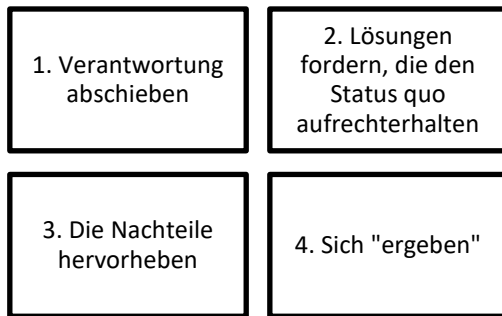 1. Verantwortung
abschieben
2. Lösungen
fordern, die den
Status quo
aufrechterhalten
3. Die Nachteile
hervorheben
4. Sich "ergeben"